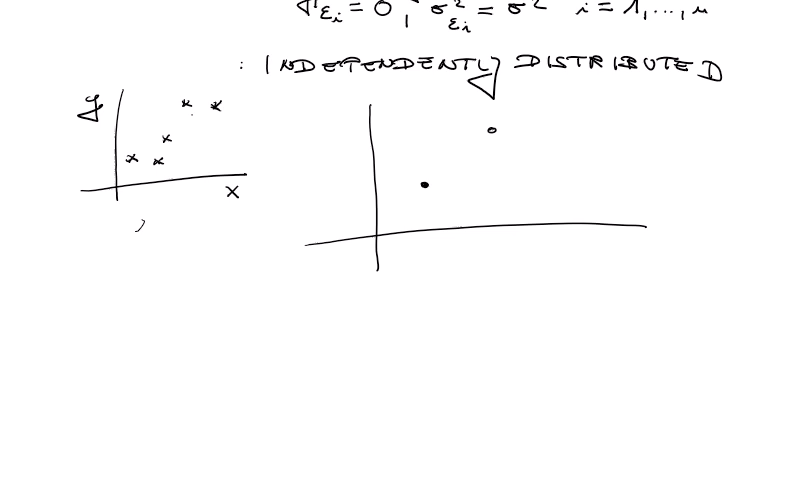 μ_εᵢ = 0, σ²_εᵢ = σ² i = 1, ..., n
: INDEPENDENTLY DISTRIBUTED
y
x